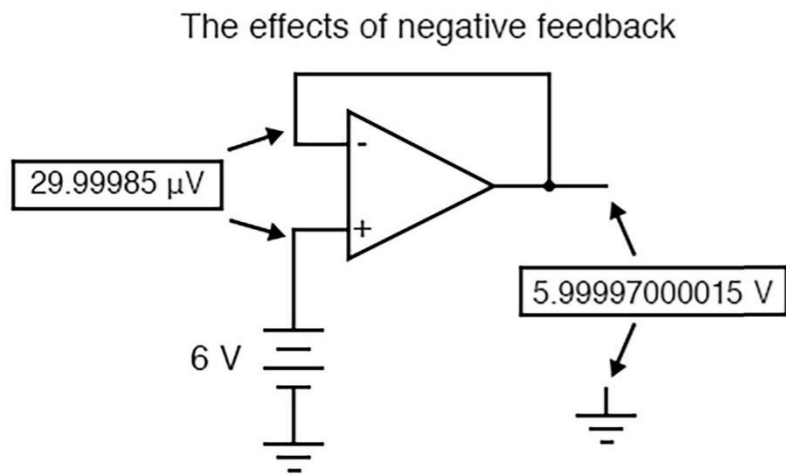 The effects of negative feedback
-
29.99985 μV
+
5.99997000015 V
6 V